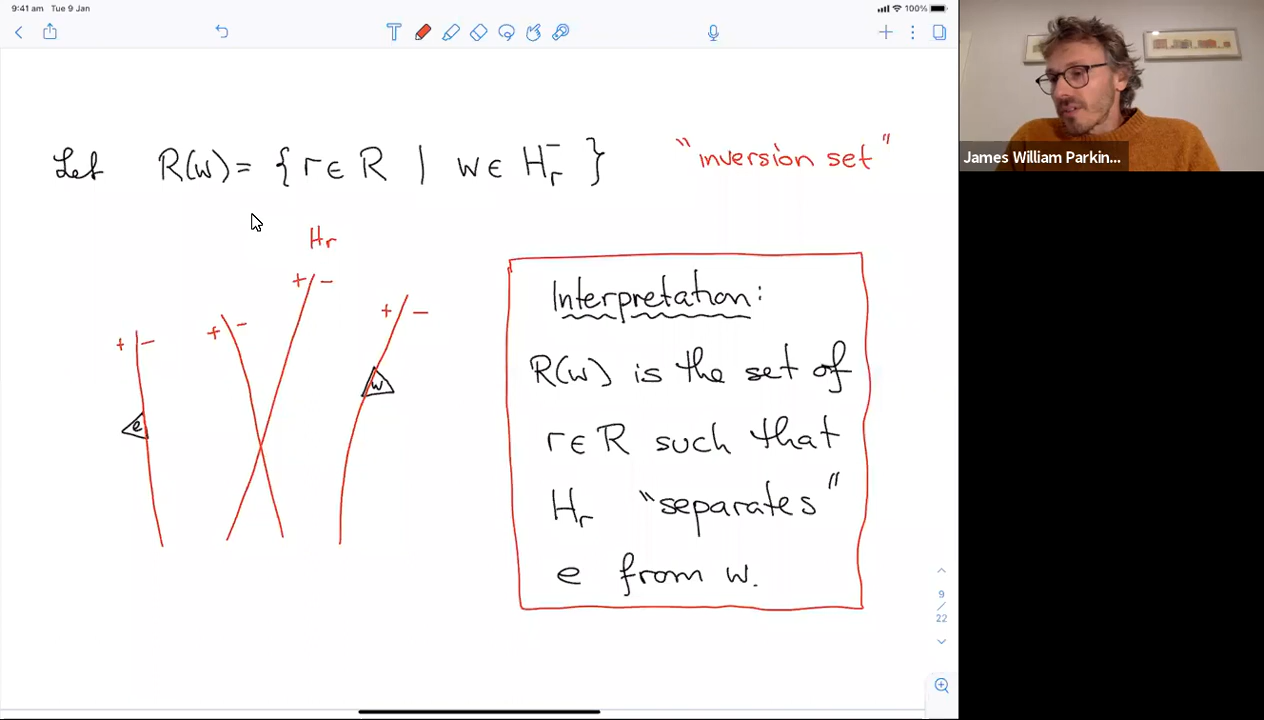 9:41 am Tue 9 Jan
100%
Let R(w) = { r ∈ R | w ∈ H_r^- } "inversion set"
H_r
+ -
+ -
+ -
+ -
e
w
Interpretation:
R(w) is the set of
r ∈ R such that
H_r "separates"
e from w.
9
/
22
James William Parkin...